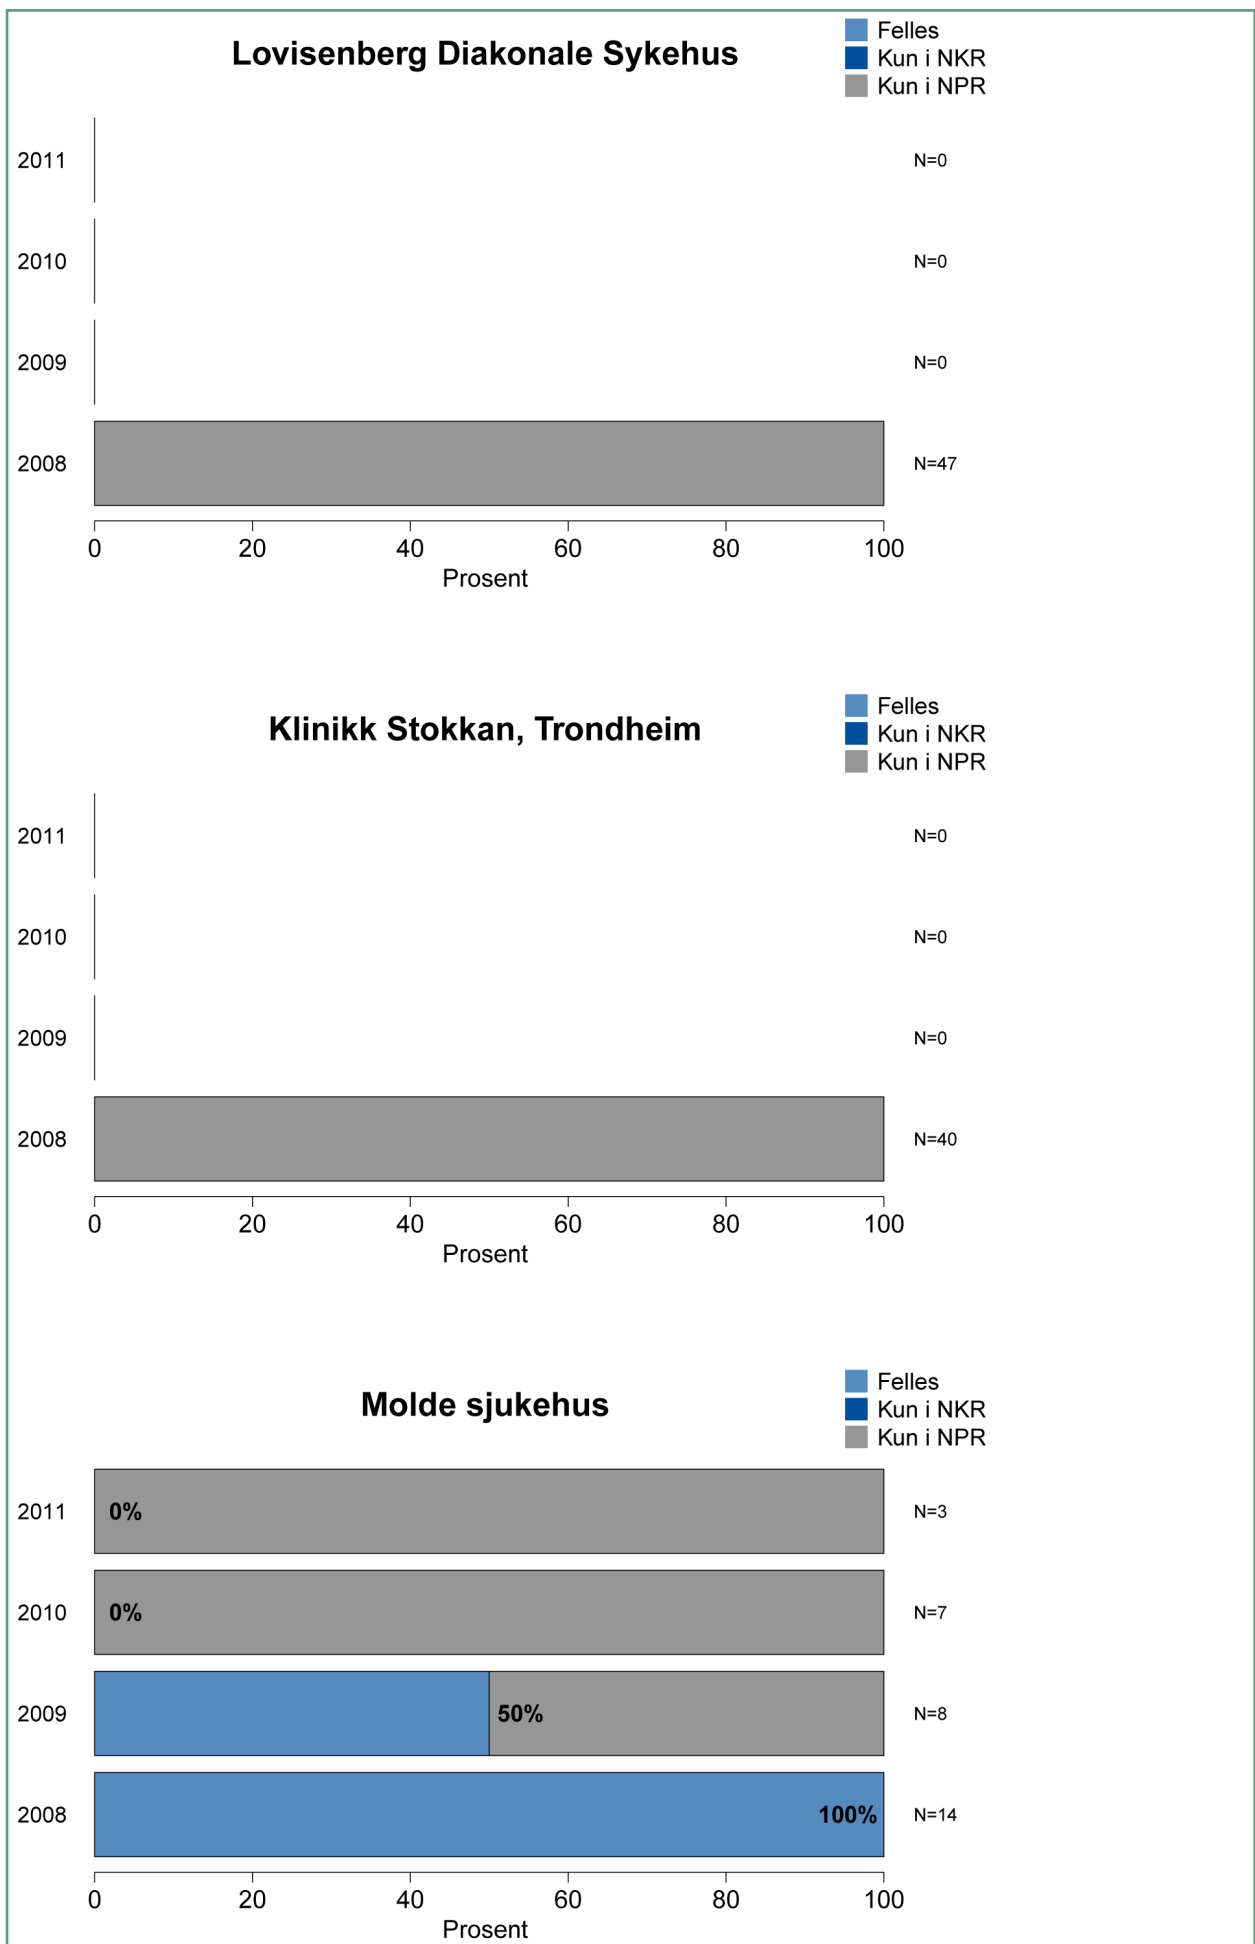 Lovisenberg Diakonale Sykehus
Felles
Kun i NKR
Kun i NPR
2011 N=0
2010 N=0
2009 N=0
2008 N=47
0 20 40 60 80 100
Prosent
Klinikk Stokkan, Trondheim
Felles
Kun i NKR
Kun i NPR
2011 N=0
2010 N=0
2009 N=0
2008 N=40
0 20 40 60 80 100
Prosent
Molde sjukehus
Felles
Kun i NKR
Kun i NPR
2011 0% N=3
2010 0% N=7
2009 50% N=8
2008 100% N=14
0 20 40 60 80 100
Prosent